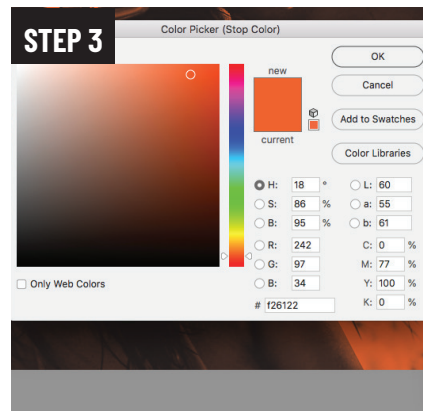 STEP 3
Color Picker (Stop Color)
new
current
OK
Cancel
Add to Swatches
Color Libraries
H: 18 °
S: 86 %
B: 95 %
R: 242
G: 97
B: 34
# f26122
L: 60
a: 55
b: 61
C: 0 %
M: 77 %
Y: 100 %
K: 0 %
Only Web Colors